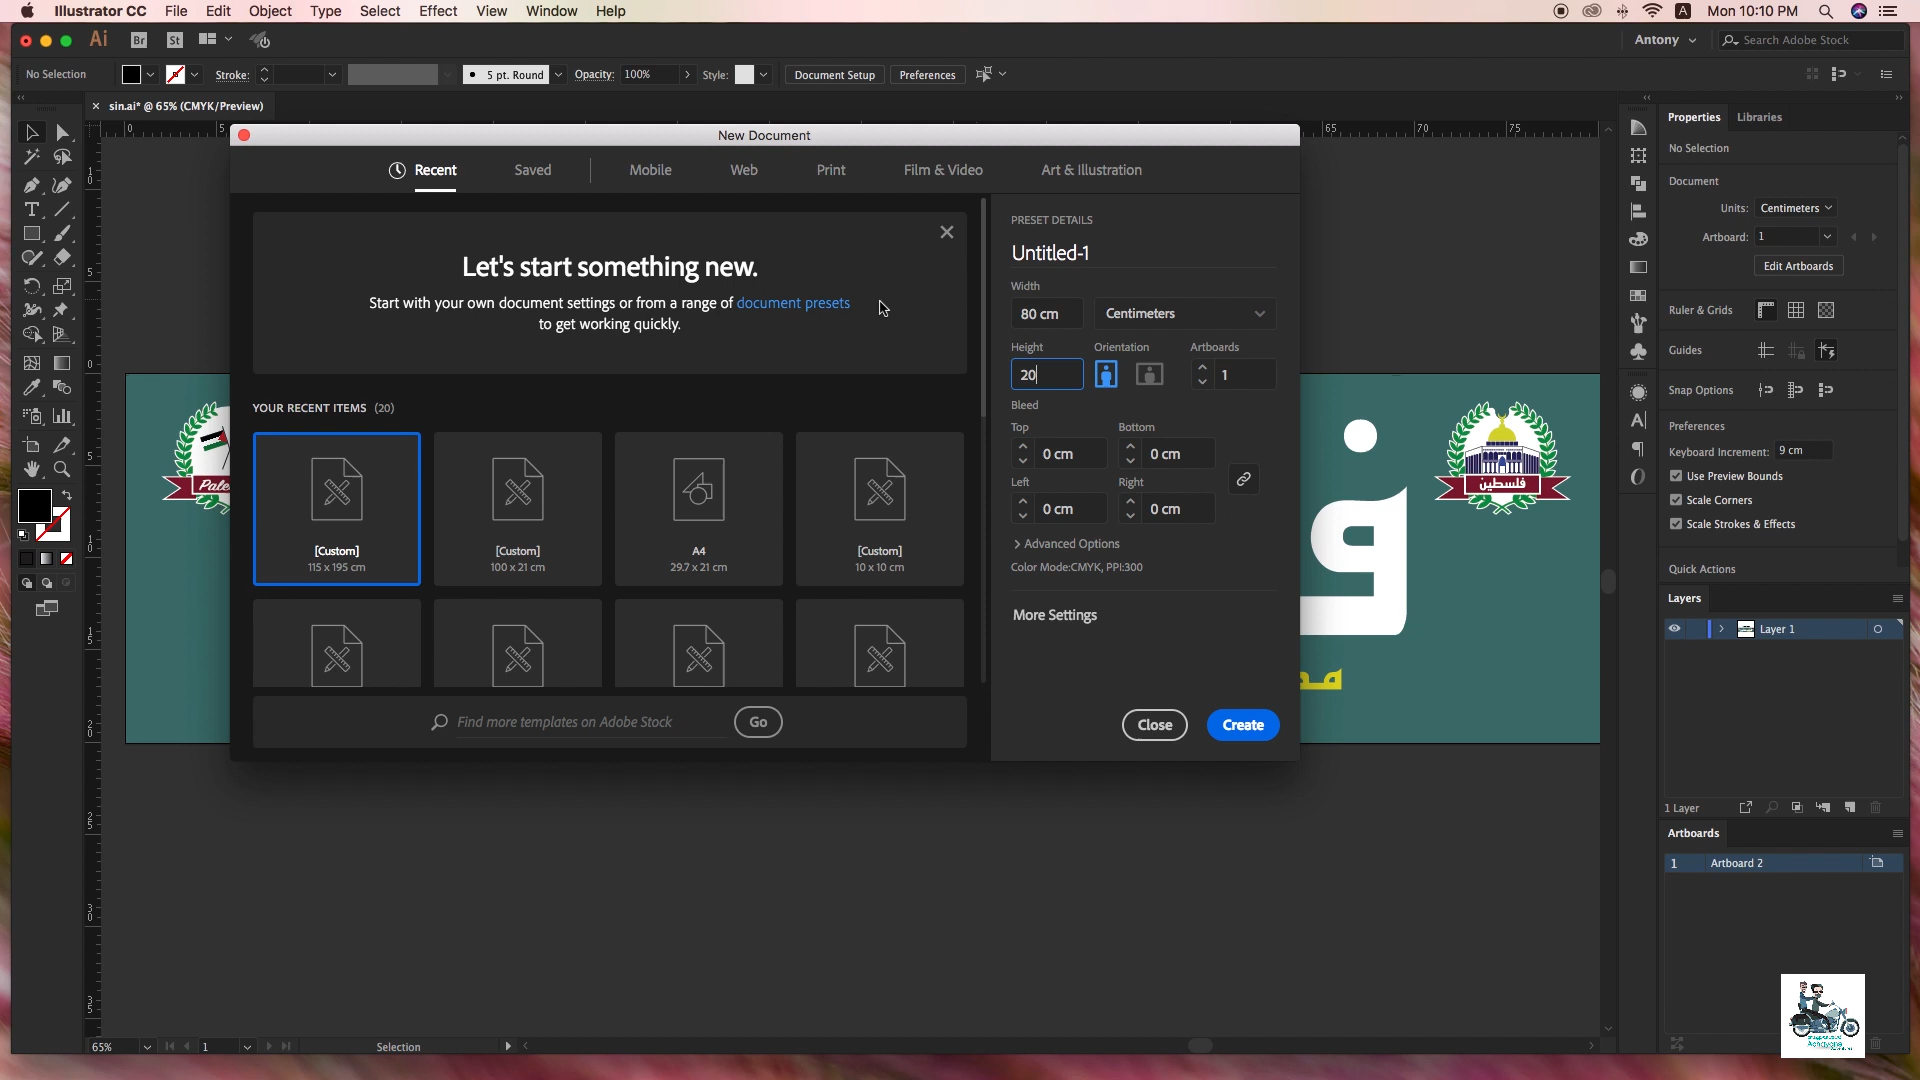 Illustrator CC File Edit Object Type Select Effect View Window Help
A Mon 10:10 PM
Ai Br St
Antony
Search Adobe Stock
No Selection
Stroke:
5 pt. Round
Opacity: 100%
Style:
Document Setup
Preferences
× sin.ai* @ 65% (CMYK/Preview)
0 5 65 70 75
New Document
Recent Saved Mobile Web Print Film & Video Art & Illustration
Let's start something new.
Start with your own document settings or from a range of document presets
to get working quickly.
YOUR RECENT ITEMS (20)
[Custom]
115 x 195 cm
[Custom]
100 x 21 cm
A4
29.7 x 21 cm
[Custom]
10 x 10 cm
Find more templates on Adobe Stock
Go
PRESET DETAILS
Untitled-1
Width
80 cm
Centimeters
Height Orientation Artboards
20
1
Bleed
Top Bottom
0 cm 0 cm
Left Right
0 cm 0 cm
Advanced Options
Color Mode:CMYK, PPI:300
More Settings
Close
Create
Pale
فلسطين
Properties Libraries
No Selection
Document
Units: Centimeters
Artboard: 1
Edit Artboards
Ruler & Grids
Guides
Snap Options
Preferences
Keyboard Increment: 9 cm
Use Preview Bounds
Scale Corners
Scale Strokes & Effects
Quick Actions
Layers
Layer 1
1 Layer
Artboards
1 Artboard 2
65%
1
Selection